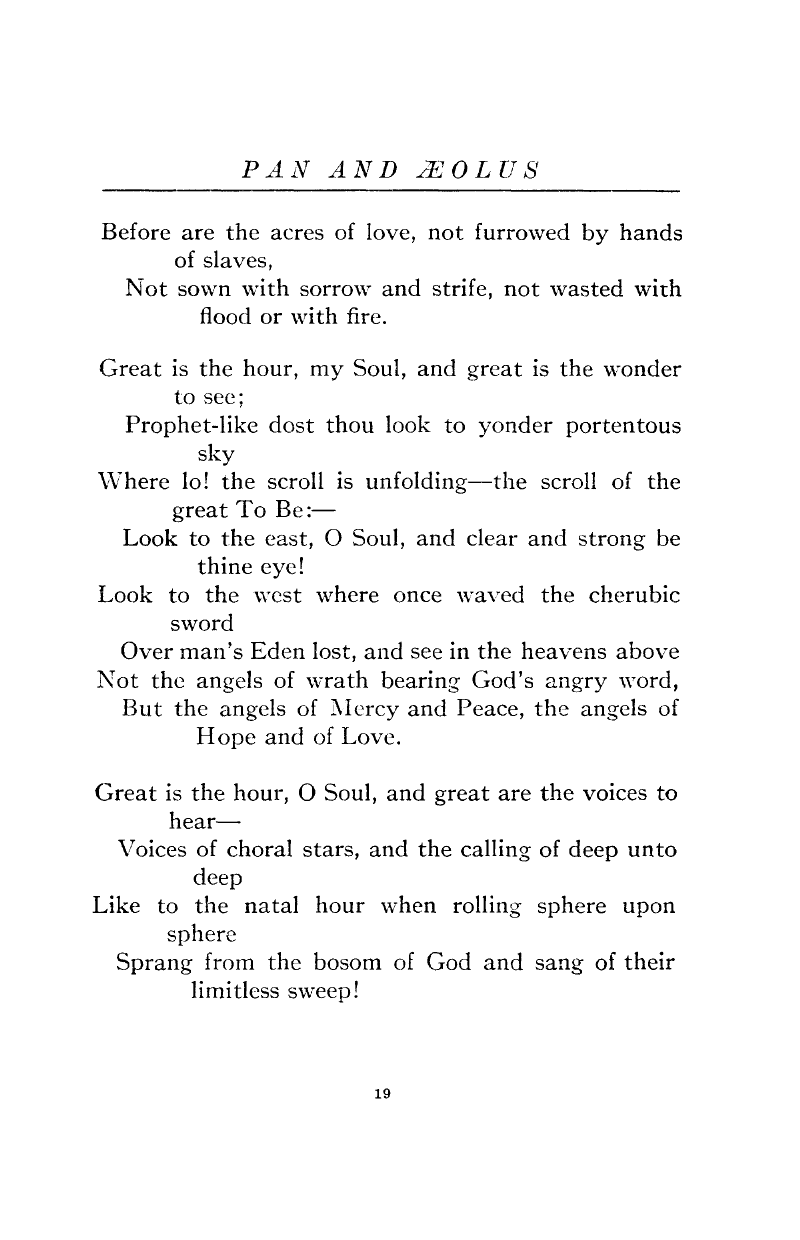 PAN AND ÆOLUS
Before are the acres of love, not furrowed by hands
of slaves,
Not sown with sorrow and strife, not wasted with
flood or with fire.
Great is the hour, my Soul, and great is the wonder
to see;
Prophet-like dost thou look to yonder portentous
sky
Where lo! the scroll is unfolding—the scroll of the
great To Be:—
Look to the east, O Soul, and clear and strong be
thine eye!
Look to the west where once waved the cherubic
sword
Over man's Eden lost, and see in the heavens above
Not the angels of wrath bearing God's angry word,
But the angels of Mercy and Peace, the angels of
Hope and of Love.
Great is the hour, O Soul, and great are the voices to
hear—
Voices of choral stars, and the calling of deep unto
deep
Like to the natal hour when rolling sphere upon
sphere
Sprang from the bosom of God and sang of their
limitless sweep!
19